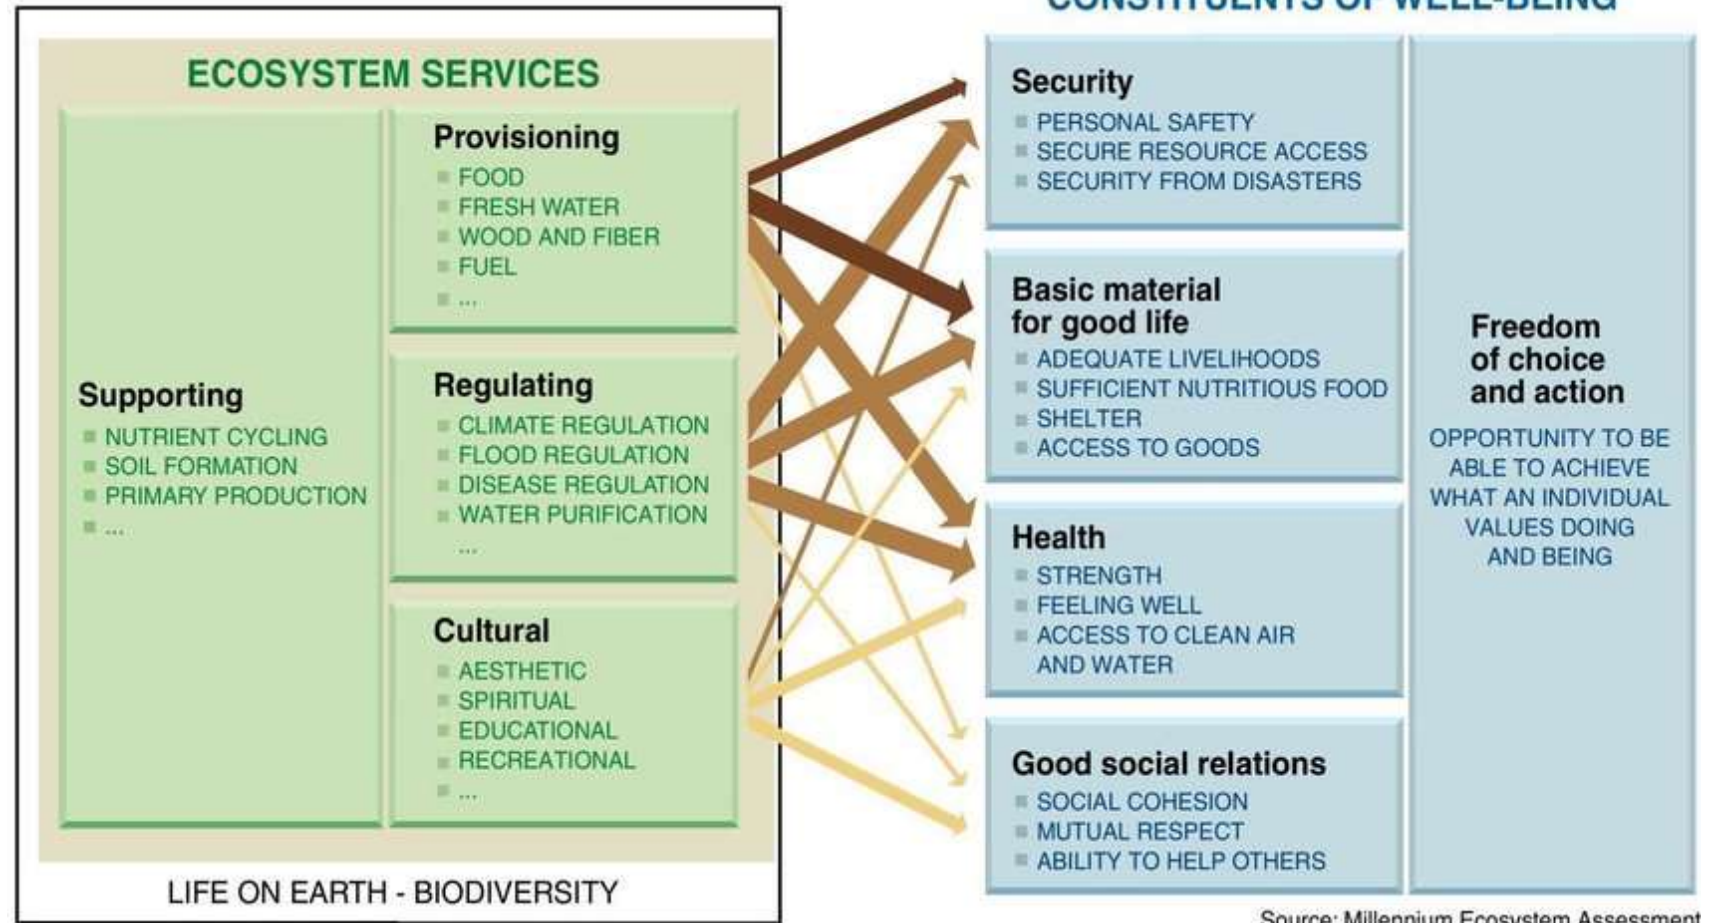 CONSTITUENTS OF WELL-BEING
ECOSYSTEM SERVICES
Supporting
NUTRIENT CYCLING
SOIL FORMATION
PRIMARY PRODUCTION
...
Provisioning
FOOD
FRESH WATER
WOOD AND FIBER
FUEL
...
Regulating
CLIMATE REGULATION
FLOOD REGULATION
DISEASE REGULATION
WATER PURIFICATION
...
Cultural
AESTHETIC
SPIRITUAL
EDUCATIONAL
RECREATIONAL
...
LIFE ON EARTH - BIODIVERSITY
Security
PERSONAL SAFETY
SECURE RESOURCE ACCESS
SECURITY FROM DISASTERS
Basic material
for good life
ADEQUATE LIVELIHOODS
SUFFICIENT NUTRITIOUS FOOD
SHELTER
ACCESS TO GOODS
Health
STRENGTH
FEELING WELL
ACCESS TO CLEAN AIR
AND WATER
Good social relations
SOCIAL COHESION
MUTUAL RESPECT
ABILITY TO HELP OTHERS
Freedom
of choice
and action
OPPORTUNITY TO BE
ABLE TO ACHIEVE
WHAT AN INDIVIDUAL
VALUES DOING
AND BEING
Source: Millennium Ecosystem Assessment